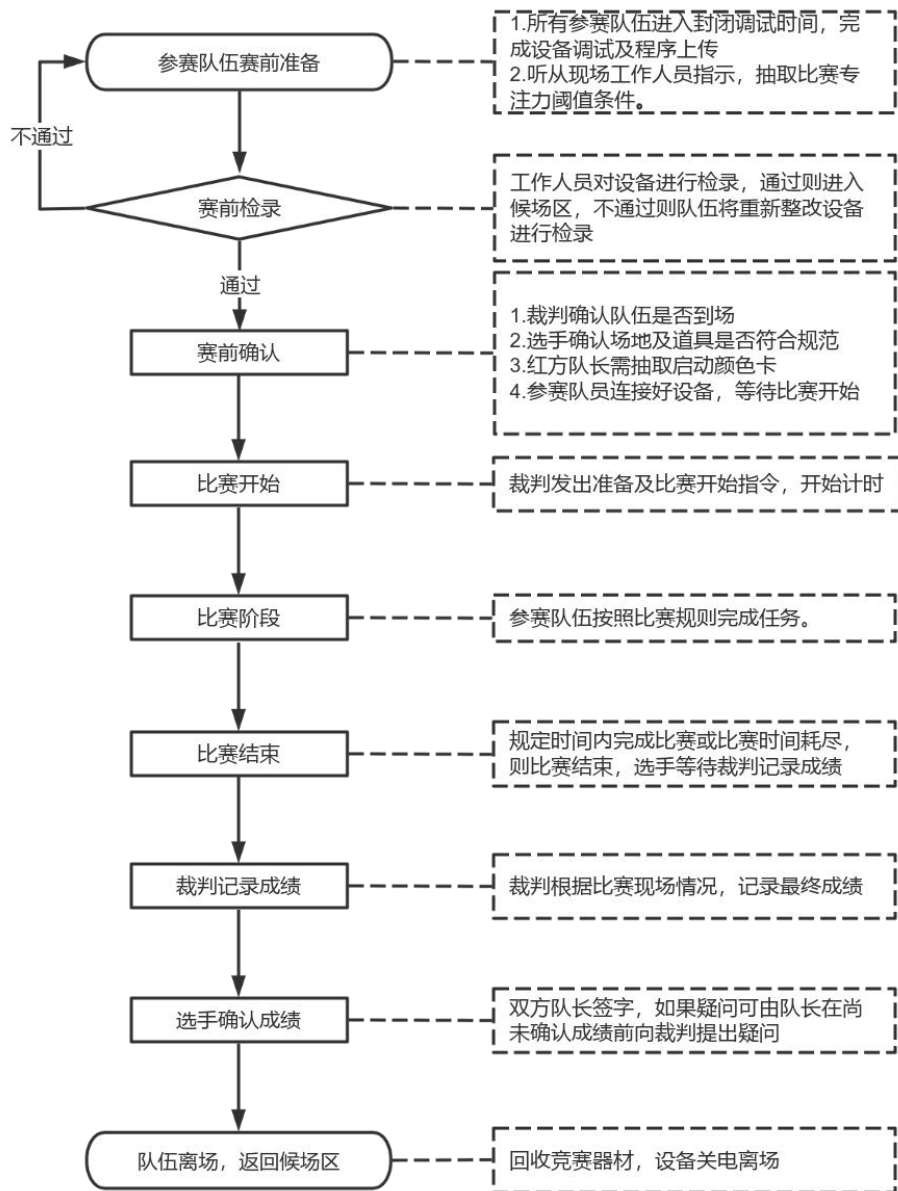 参赛队伍赛前准备
1.所有参赛队伍进入封闭调试时间，完
成设备调试及程序上传
2.听从现场工作人员指示，抽取比赛专
注力阈值条件。
不通过
赛前检录
工作人员对设备进行检录，通过则进入
候场区，不通过则队伍将重新整改设备
进行检录
通过
赛前确认
1.裁判确认队伍是否到场
2.选手确认场地及道具是否符合规范
3.红方队长需抽取启动颜色卡
4.参赛队员连接好设备，等待比赛开始
比赛开始
裁判发出准备及比赛开始指令，开始计时
比赛阶段
参赛队伍按照比赛规则完成任务。
比赛结束
规定时间内完成比赛或比赛时间耗尽，
则比赛结束，选手等待裁判记录成绩
裁判记录成绩
裁判根据比赛现场情况，记录最终成绩
选手确认成绩
双方队长签字，如果疑问可由队长在尚
未确认成绩前向裁判提出疑问
队伍离场，返回候场区
回收竞赛器材，设备关电离场